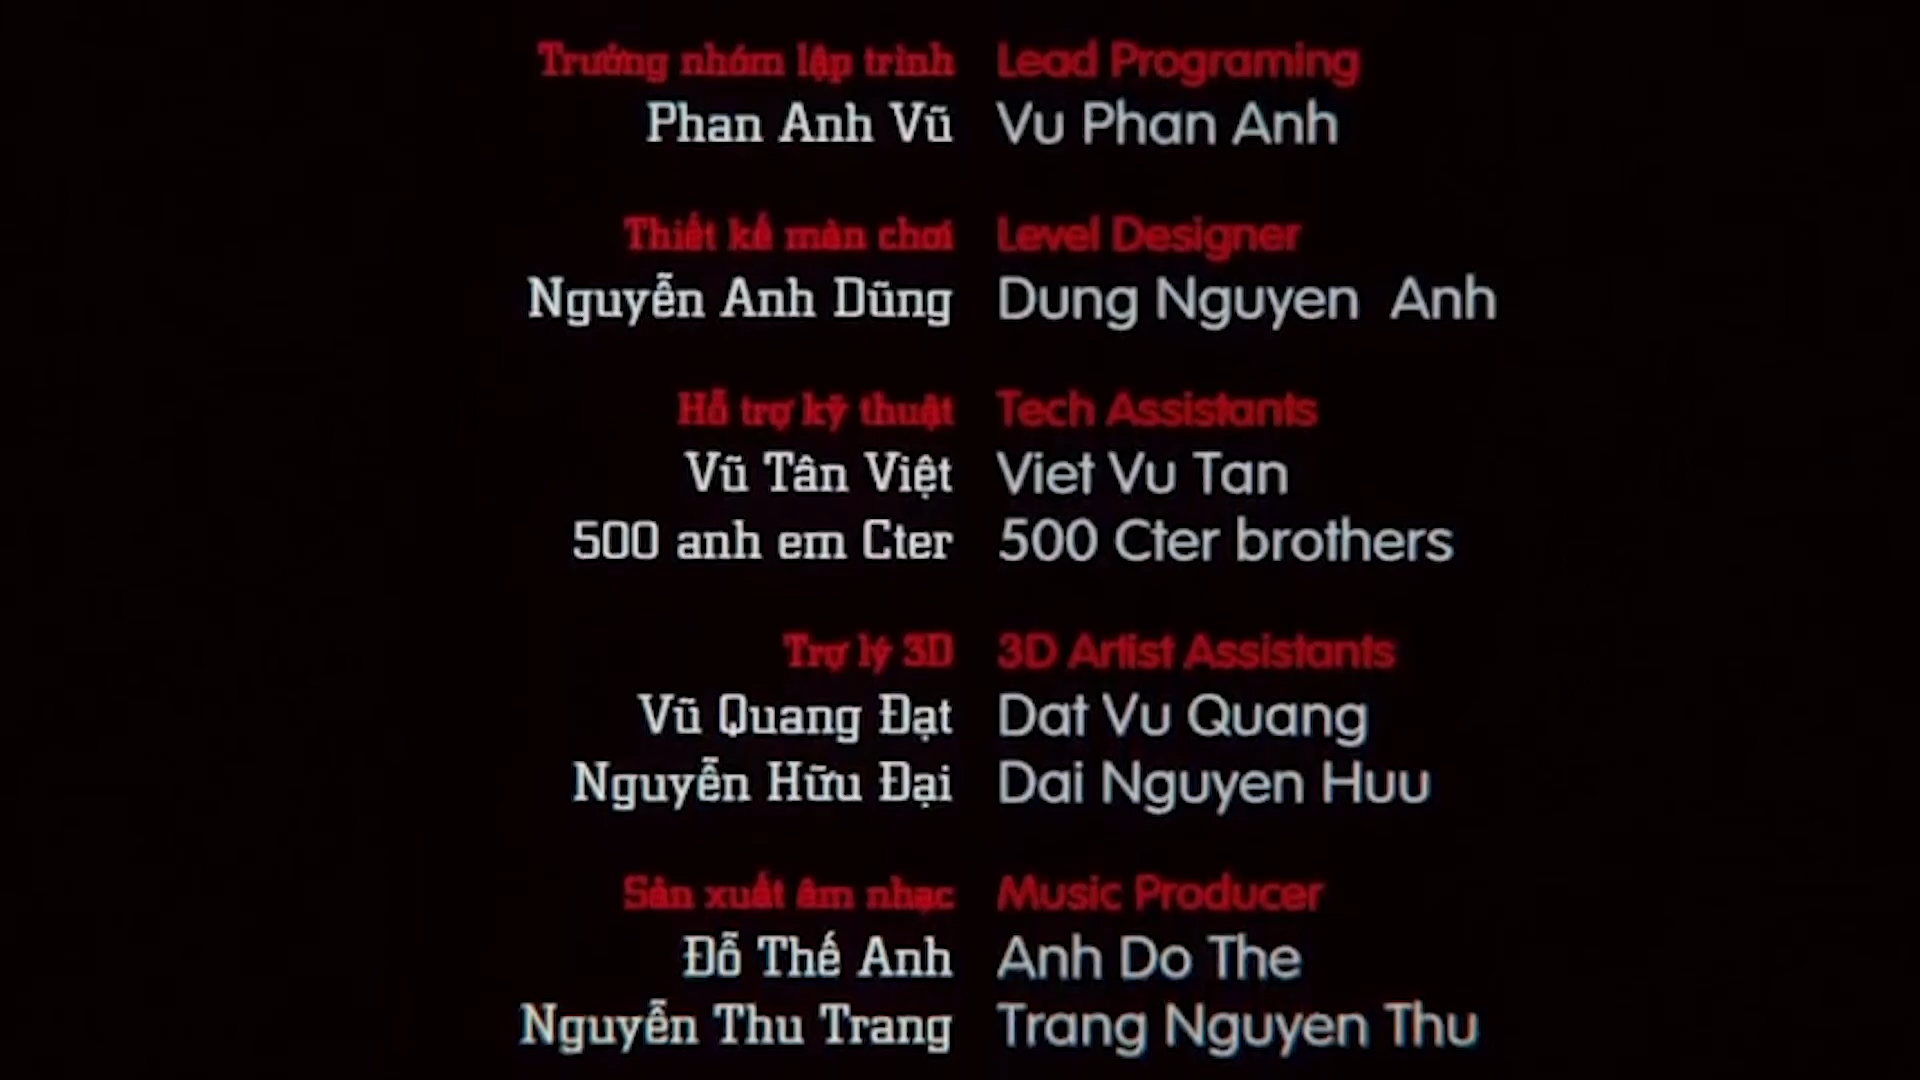 Trưởng nhóm lập trình Lead Programing
Phan Anh Vũ Vu Phan Anh
Thiết kế màn chơi Level Designer
Nguyễn Anh Dũng Dung Nguyen Anh
Hỗ trợ kỹ thuật Tech Assistants
Vũ Tân Việt Viet Vu Tan
500 anh em Cter 500 Cter brothers
Trợ lý 3D 3D Artist Assistants
Vũ Quang Đạt Dat Vu Quang
Nguyễn Hữu Đại Dai Nguyen Huu
Sản xuất âm nhạc Music Producer
Đỗ Thế Anh Anh Do The
Nguyễn Thu Trang Trang Nguyen Thu